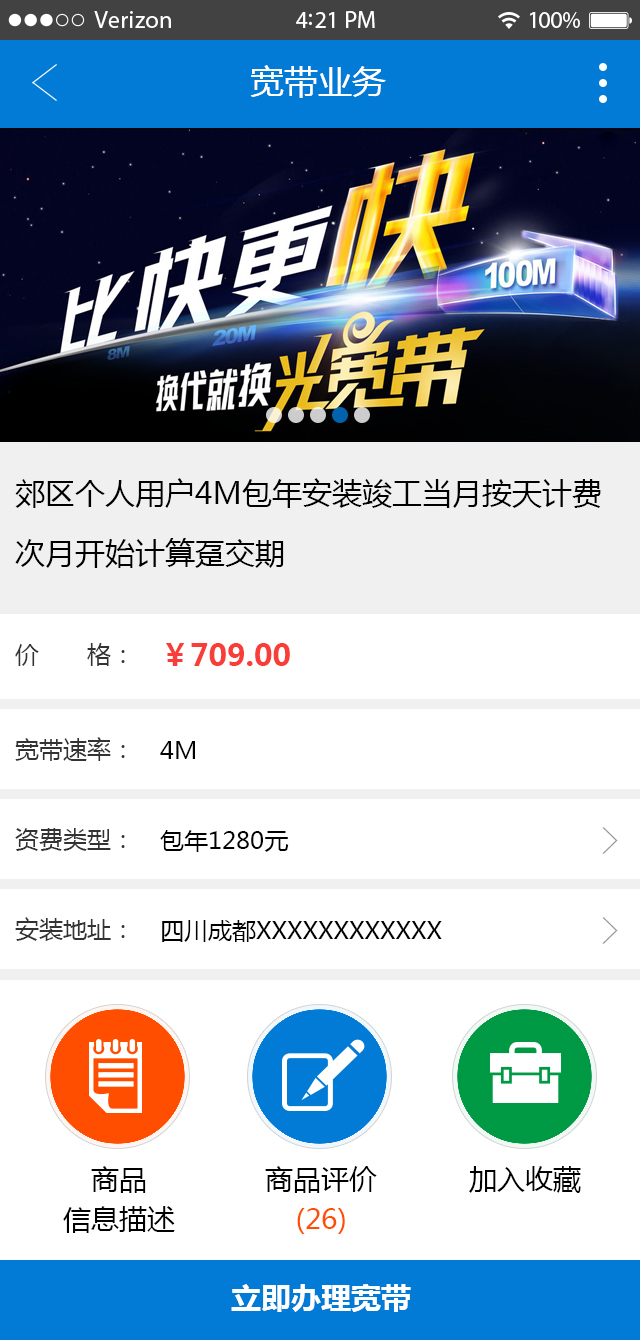 Verizon 4:21 PM 100%
宽带业务
比快更快
100M
20M
8M
换代就换光宽带
郊区个人用户4M包年安装竣工当月按天计费
次月开始计算趸交期
价 格： ¥709.00
宽带速率： 4M
资费类型： 包年1280元
安装地址： 四川成都XXXXXXXXXXXX
商品 商品评价 加入收藏
信息描述 (26)
立即办理宽带